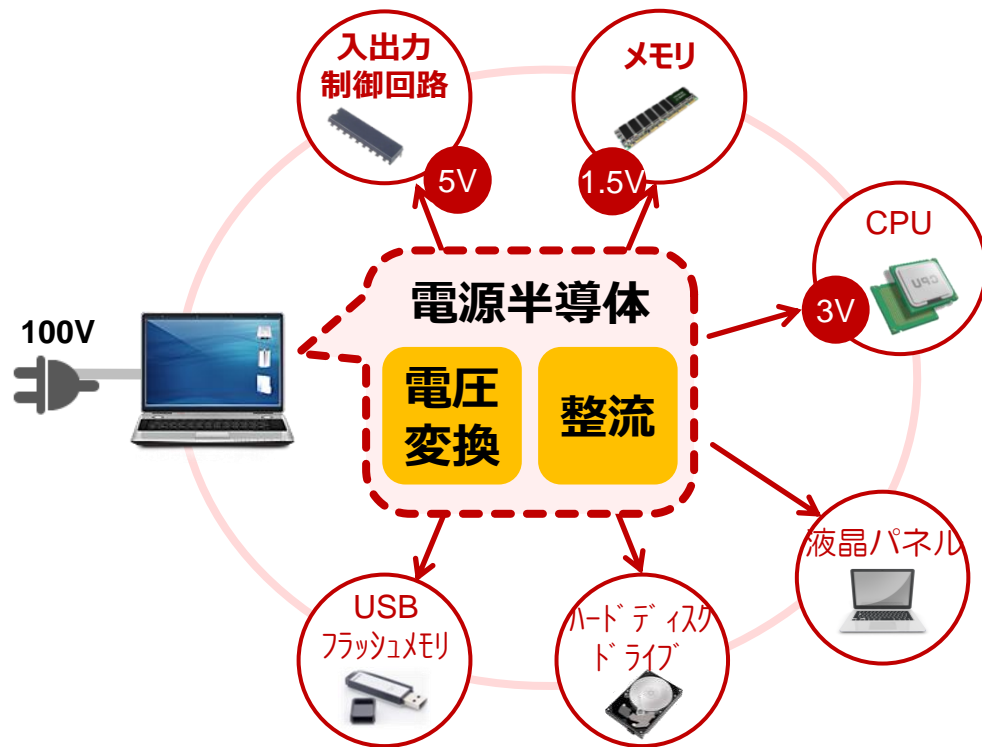 入出力
制御回路
メモリ
5V
1.5V
CPU
3V
電源半導体
100V
電圧
変換
整流
液晶パネル
USB
ﾌﾗｯｼｭﾒﾓﾘ
ﾊｰﾄﾞﾃﾞｨｽｸ
ﾄﾞﾗｲﾌﾞ
CPU